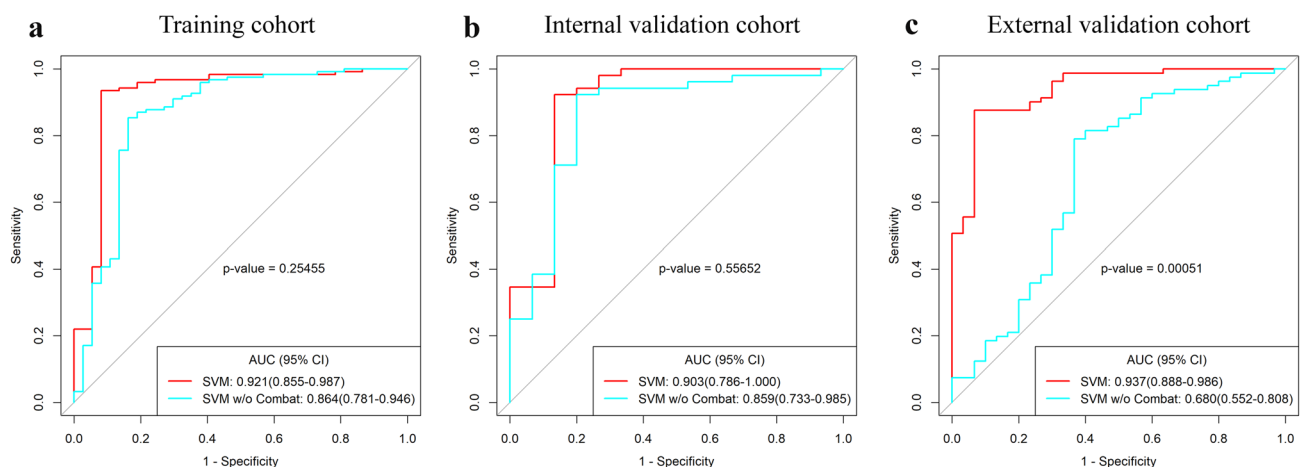 a Training cohort
Sensitivity
0.0 0.2 0.4 0.6 0.8 1.0
p-value = 0.25455
AUC (95% CI)
SVM: 0.921(0.855-0.987)
SVM w/o Combat: 0.864(0.781-0.946)
0.0 0.2 0.4 0.6 0.8 1.0
1 - Specificity
b Internal validation cohort
Sensitivity
0.0 0.2 0.4 0.6 0.8 1.0
p-value = 0.55652
AUC (95% CI)
SVM: 0.903(0.786-1.000)
SVM w/o Combat: 0.859(0.733-0.985)
0.0 0.2 0.4 0.6 0.8 1.0
1 - Specificity
c External validation cohort
Sensitivity
0.0 0.2 0.4 0.6 0.8 1.0
p-value = 0.00051
AUC (95% CI)
SVM: 0.937(0.888-0.986)
SVM w/o Combat: 0.680(0.552-0.808)
0.0 0.2 0.4 0.6 0.8 1.0
1 - Specificity